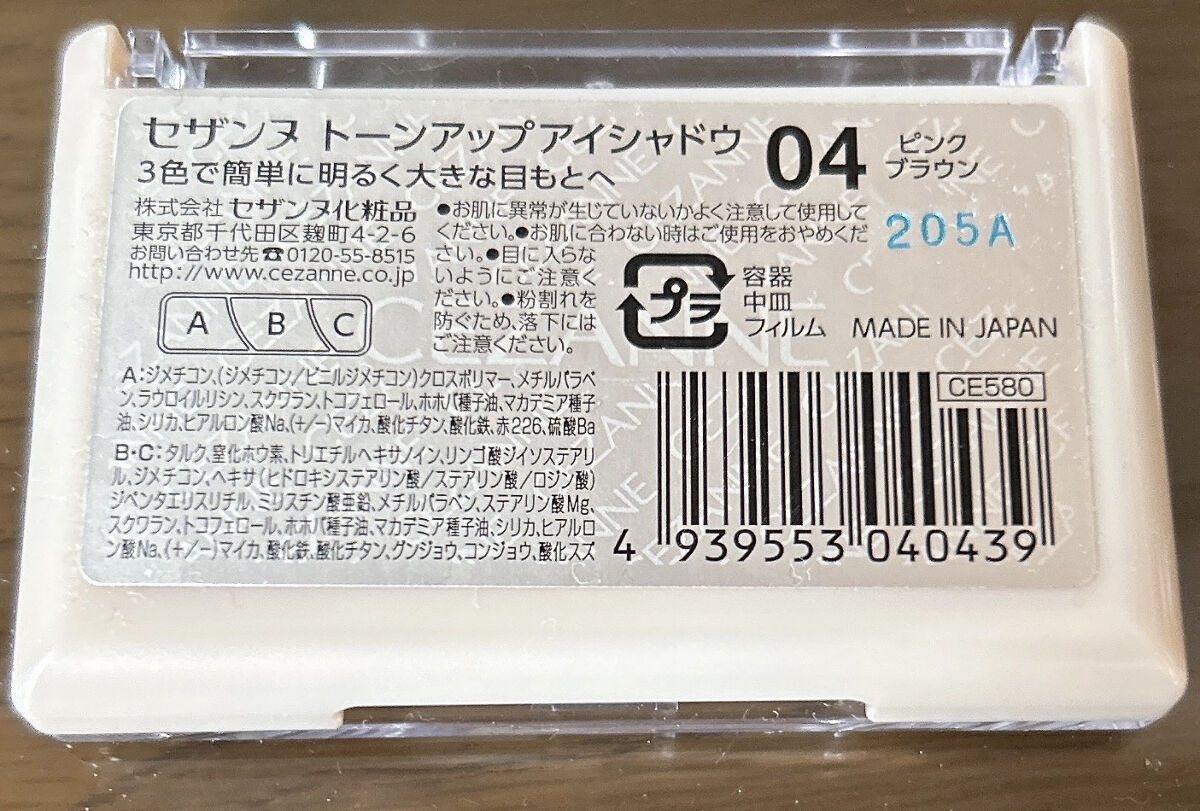 セザンヌ トーンアップアイシャドウ 04 ピンク
ブラウン
3色で簡単に明るく大きな目もとへ
株式会社 セザンヌ化粧品
東京都千代田区麹町4-2-6
お問い合わせ先☎0120-55-8515
http://www.cezanne.co.jp
●お肌に異常が生じていないかよく注意して使用して
ください。●お肌に合わない時はご使用をおやめくだ
さい。●目に入らな
いようにご注意く
ださい。●粉割れを
防ぐため、落下には
ご注意ください。
205A
プラ
容器
中皿
フィルム MADE IN JAPAN
A B C
A:ジメチコン、(ジメチコン/ビニルジメチコン)クロスポリマー、メチルパラベ
ン、ラウロイルリシン、スクワラン、トコフェロール、ホホバ種子油、マカデミア種子
油、シリカ、ヒアルロン酸Na、(+/-)マイカ、酸化チタン、酸化鉄、赤226、硫酸Ba
B・C:タルク、窒化ホウ素、トリエチルヘキサノイン、リンゴ酸ジイソステアリ
ル、ジメチコン、ヘキサ(ヒドロキシステアリン酸/ステアリン酸/ロジン酸)
ジペンタエリスリチル、ミリスチン酸亜鉛、メチルパラベン、ステアリン酸Mg、
スクワラン、トコフェロール、ホホバ種子油、マカデミア種子油、シリカ、ヒアルロ
ン酸Na、(+/-)マイカ、酸化鉄、酸化チタン、グンジョウ、コンジョウ、酸化スズ
CE580
4 939553 040439
CEZANNE